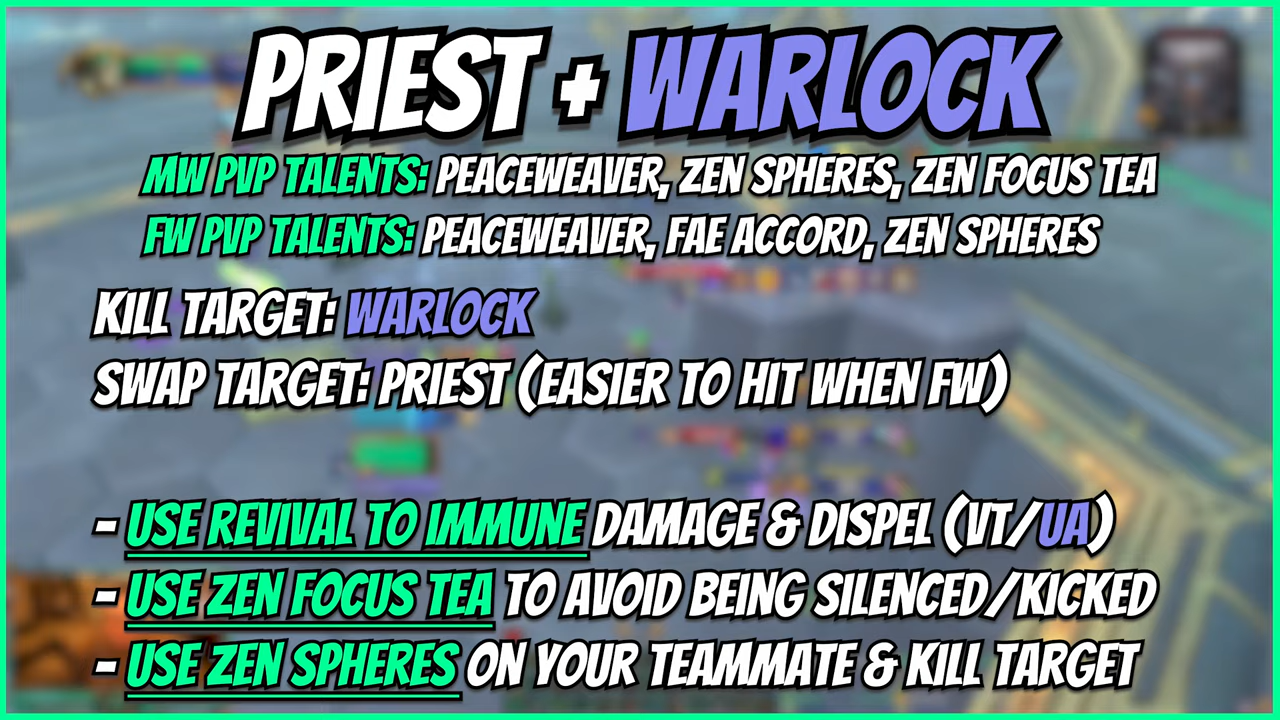 PRIEST + WARLOCK
MW PVP TALENTS: PEACEWEAVER, ZEN SPHERES, ZEN FOCUS TEA
FW PVP TALENTS: PEACEWEAVER, FAE ACCORD, ZEN SPHERES
KILL TARGET: WARLOCK
SWAP TARGET: PRIEST (EASIER TO HIT WHEN FW)
- USE REVIVAL TO IMMUNE DAMAGE & DISPEL (VT/UA)
- USE ZEN FOCUS TEA TO AVOID BEING SILENCED/KICKED
- USE ZEN SPHERES ON YOUR TEAMMATE & KILL TARGET